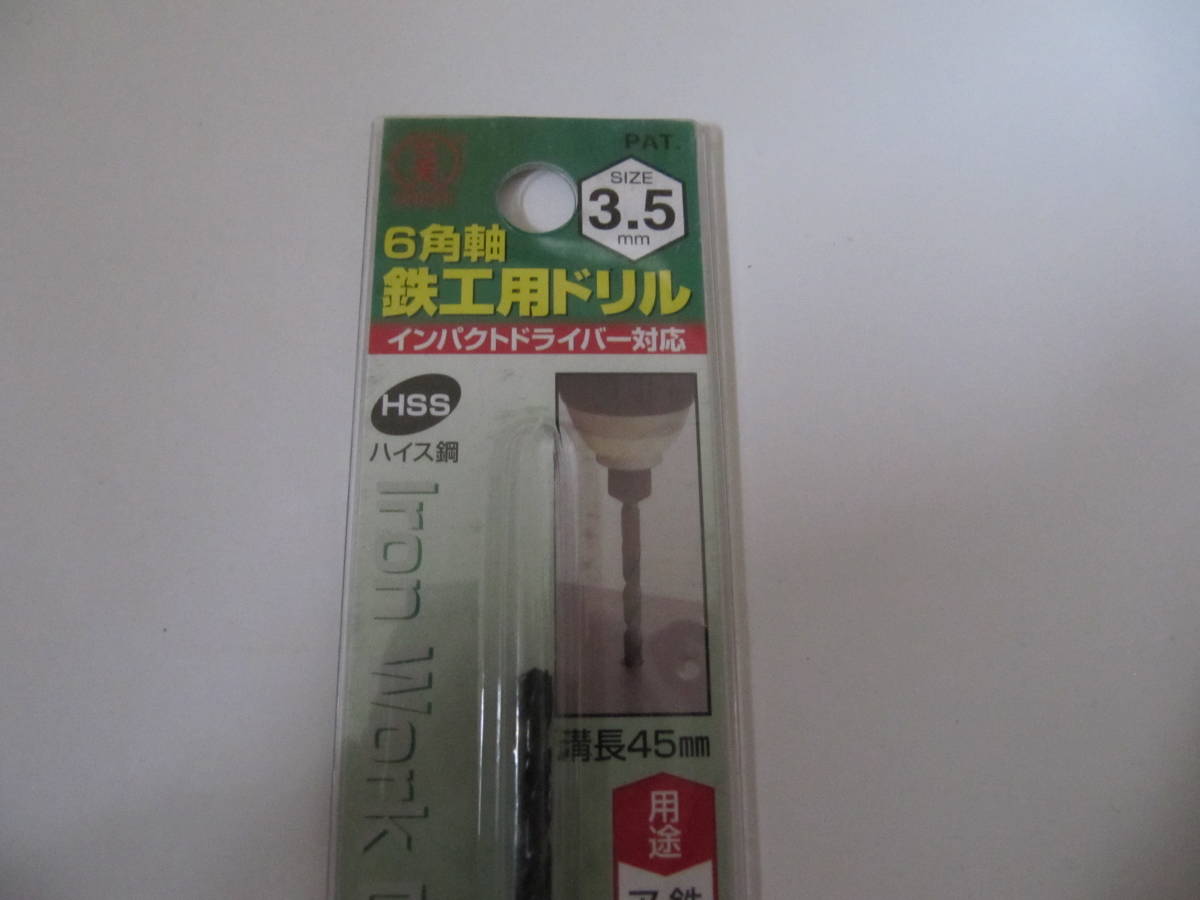 PAT.
SIZE
3.5
mm
6角軸
鉄工用ドリル
インパクトドライバー対応
HSS
ハイス鋼
Iron Work
溝長45mm
用途
鉄
ア